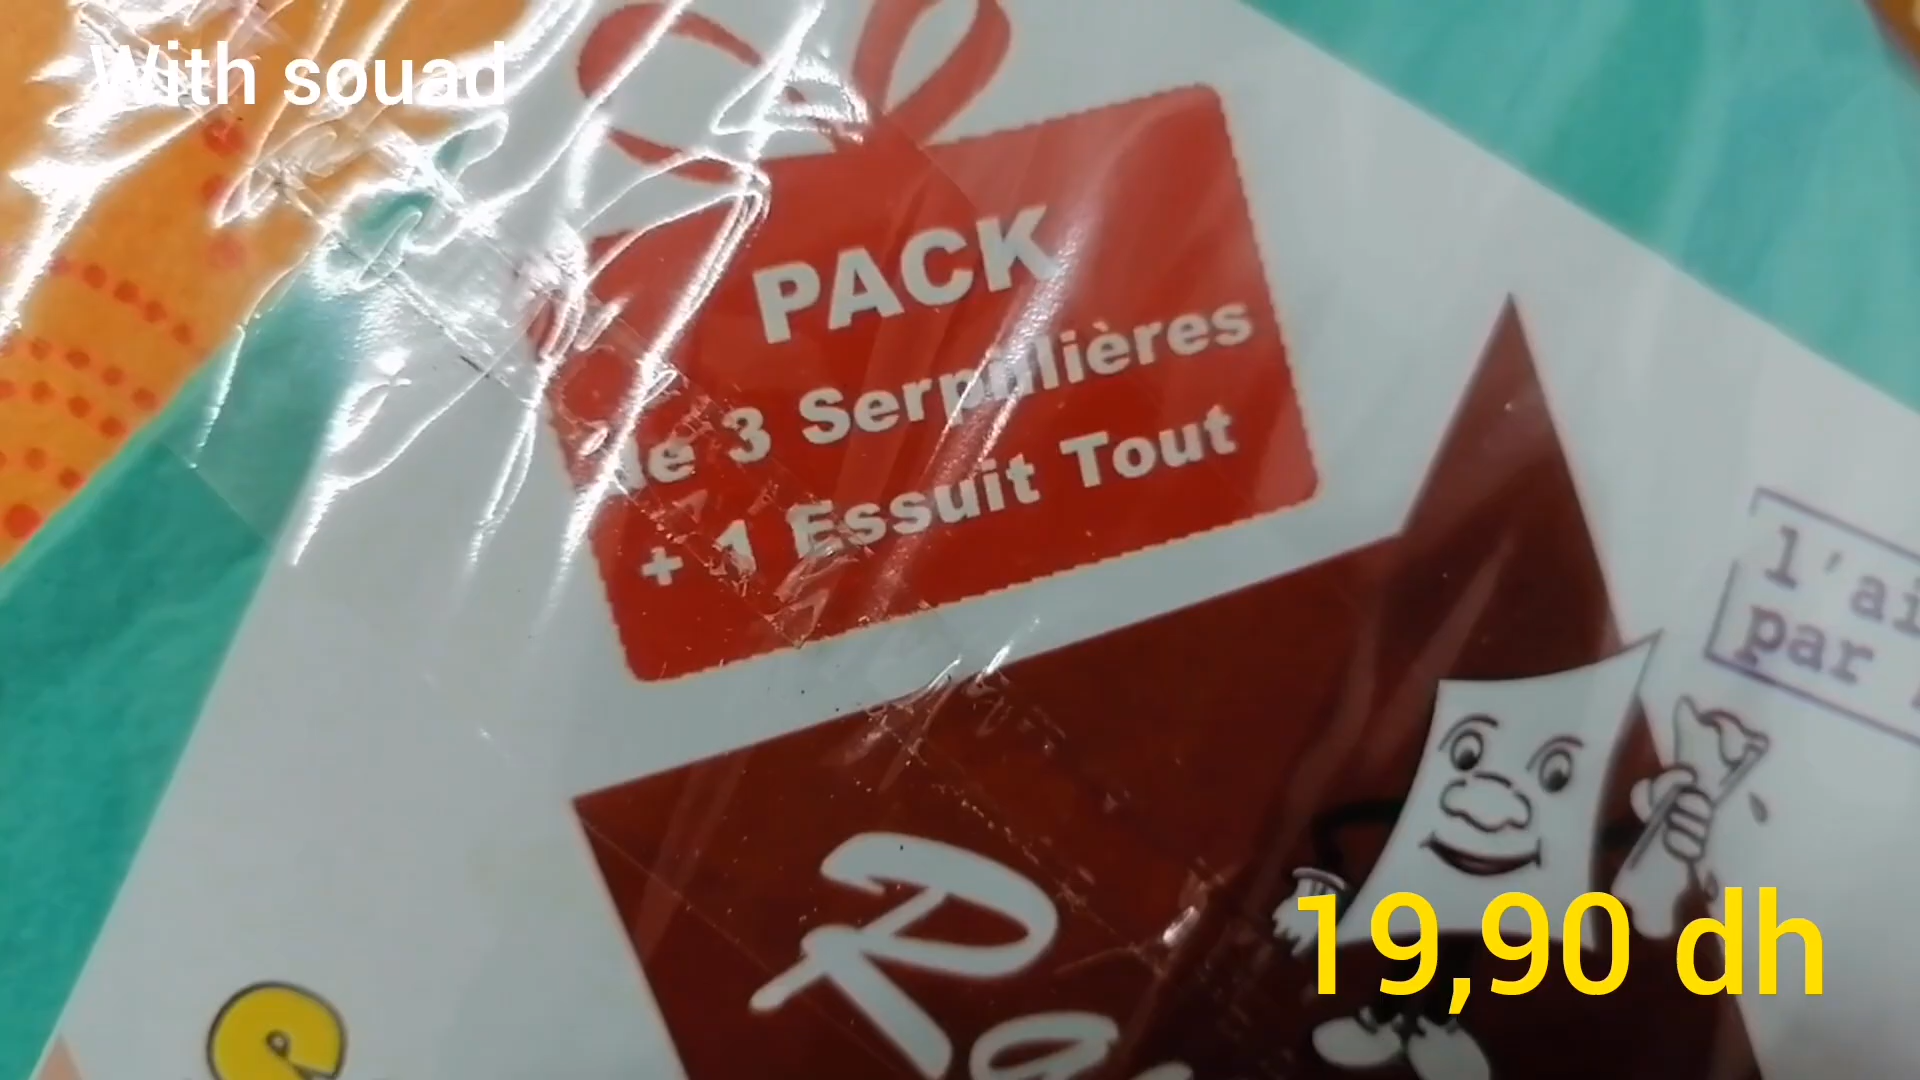 With souad
PACK
de 3 Serpillières
+ 1 Essuit Tout
l'ai
par
19,90 dh